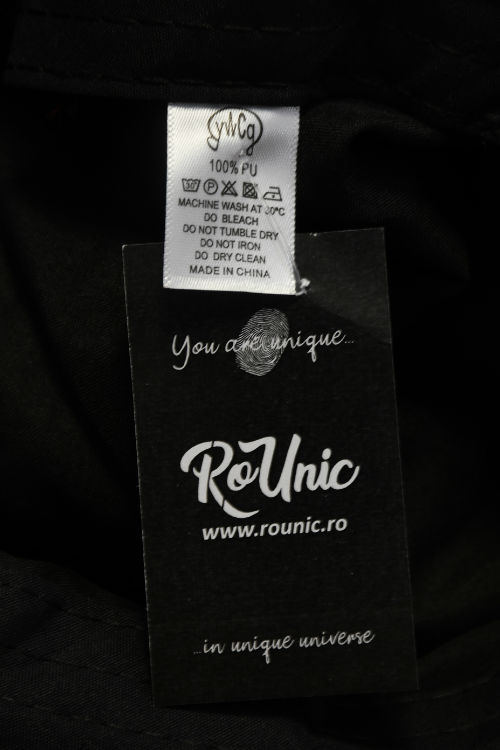 yWCg
100% PU
30°
P
MACHINE WASH AT 30°C
DO BLEACH
DO NOT TUMBLE DRY
DO NOT IRON
DO DRY CLEAN
MADE IN CHINA
You are unique...
RoUnic
www.rounic.ro
...in unique universe